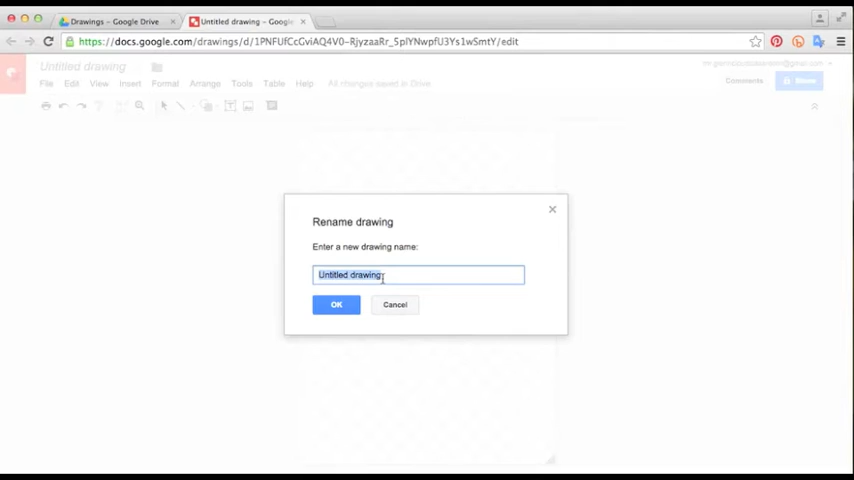 Drawings – Google Drive
Untitled drawing – Google
https://docs.google.com/drawings/d/1PNFUfCcGviAQ4V0–RjyzaaRr_5plYNwpfU3Ys1wSmtY/edit
Untitled drawing
File Edit View Insert Format Arrange Tools Table Help All changes saved in Drive
Comments Share
Rename drawing
Enter a new drawing name:
Untitled drawing
OK Cancel